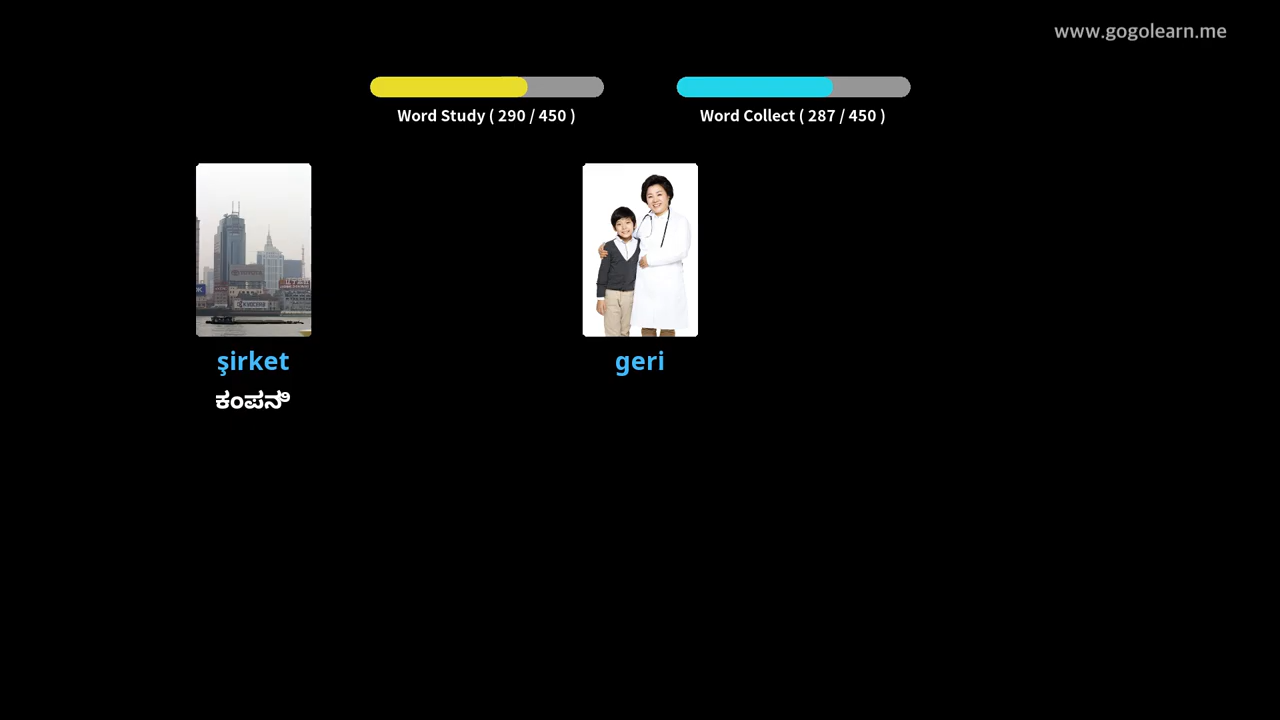 www.gogolearn.me
Word Study ( 290 / 450 )
Word Collect ( 287 / 450 )
şirket
geri
ಕಂಪನಿ